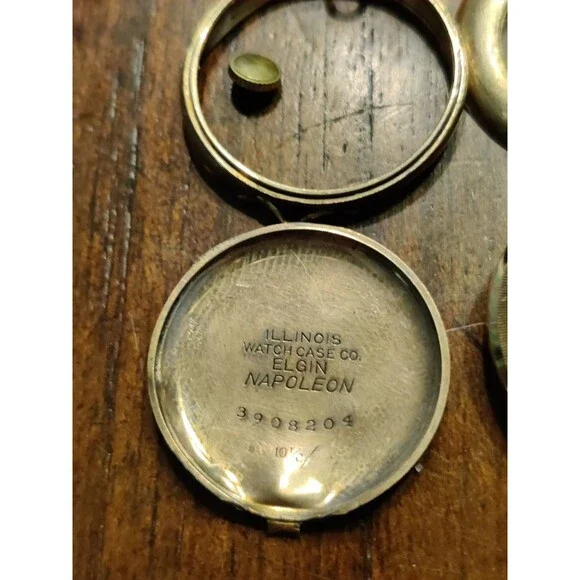 ILLINOIS
WATCH CASE CO.
ELGIN
NAPOLEON
3908204